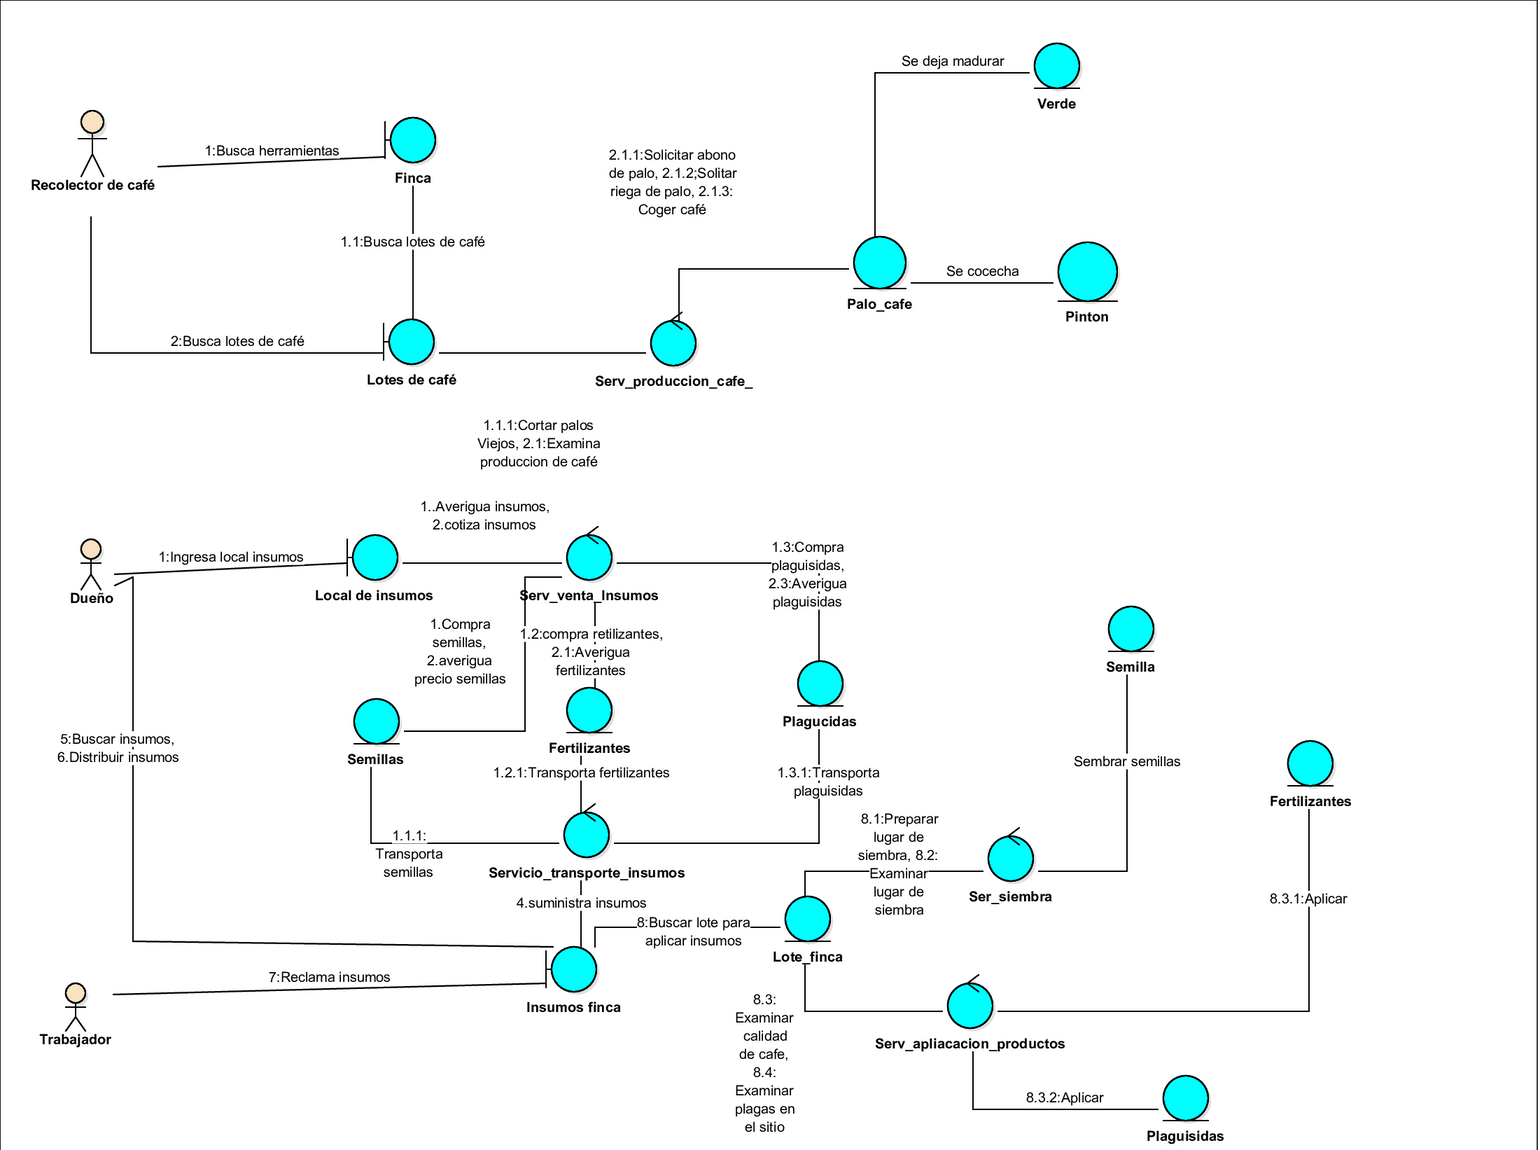 Se deja madurar
Verde
1:Busca herramientas
Recolector de café
Finca
2.1.1:Solicitar abono
de palo, 2.1.2;Solitar
riega de palo, 2.1.3:
Coger café
1.1:Busca lotes de café
Se cocecha
Palo_cafe
Pinton
2:Busca lotes de café
Lotes de café
Serv_produccion_cafe_
1.1.1:Cortar palos
Viejos, 2.1:Examina
produccion de café
1..Averigua insumos,
2.cotiza insumos
1:Ingresa local insumos
Dueño
Local de insumos
Serv_venta_Insumos
1.3:Compra
plaguisidas,
2.3:Averigua
plaguisidas
1.Compra
semillas,
2.averigua
precio semillas
1.2:compra retilizantes,
2.1:Averigua
fertilizantes
Semilla
Plagucidas
Semillas
Fertilizantes
5:Buscar insumos,
6.Distribuir insumos
1.2.1:Transporta fertilizantes
1.3.1:Transporta
plaguisidas
Sembrar semillas
Fertilizantes
1.1.1:
Transporta
semillas
Servicio_transporte_insumos
8.1:Preparar
lugar de
siembra, 8.2:
Examinar
lugar de
siembra
Ser_siembra
8.3.1:Aplicar
4.suministra insumos
8:Buscar lote para
aplicar insumos
Lote_finca
7:Reclama insumos
Insumos finca
Trabajador
8.3:
Examinar
calidad
de cafe,
8.4:
Examinar
plagas en
el sitio
Serv_apliacacion_productos
8.3.2:Aplicar
Plaguisidas